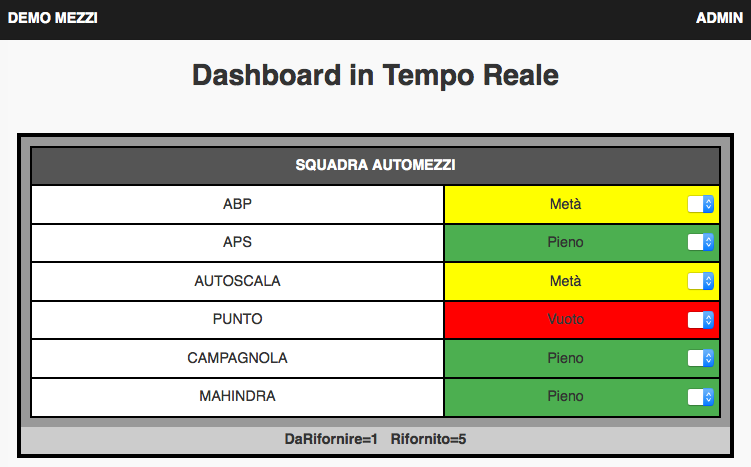 DEMO MEZZI ADMIN
Dashboard in Tempo Reale
SQUADRA AUTOMEZZI
ABP Metà
APS Pieno
AUTOSCALA Metà
PUNTO Vuoto
CAMPAGNOLA Pieno
MAHINDRA Pieno
DaRifornire=1 Rifornito=5